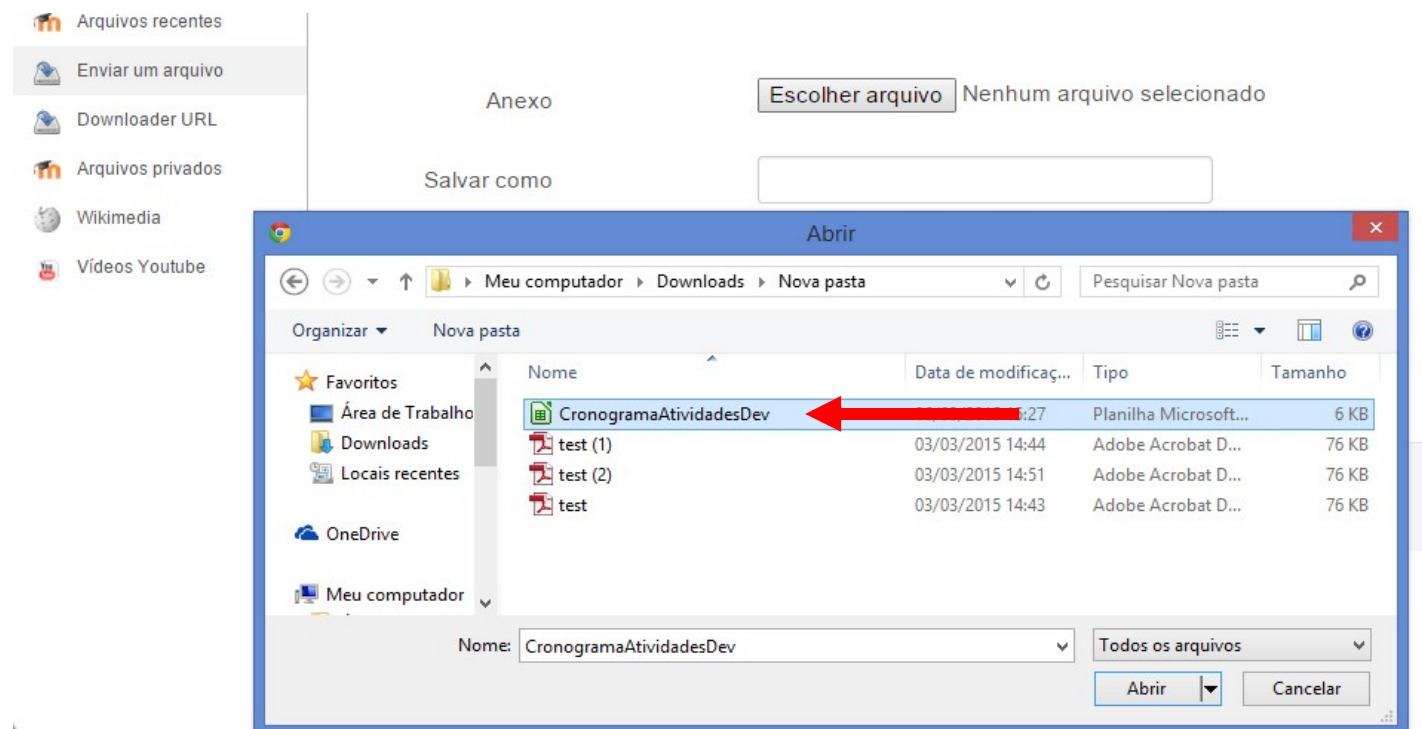 Arquivos recentes
Enviar um arquivo
Downloader URL
Arquivos privados
Wikimedia
Vídeos Youtube
Anexo Escolher arquivo Nenhum arquivo selecionado
Salvar como
Abrir
Meu computador Downloads Nova pasta Pesquisar Nova pasta
Organizar Nova pasta
Favoritos
Área de Trabalho
Downloads
Locais recentes
OneDrive
Meu computador
Nome Data de modificaç... Tipo Tamanho
CronogramaAtividadesDev :27 Planilha Microsoft... 6 KB
test (1) 03/03/2015 14:44 Adobe Acrobat D... 76 KB
test (2) 03/03/2015 14:51 Adobe Acrobat D... 76 KB
test 03/03/2015 14:43 Adobe Acrobat D... 76 KB
Nome: CronogramaAtividadesDev Todos os arquivos
Abrir Cancelar